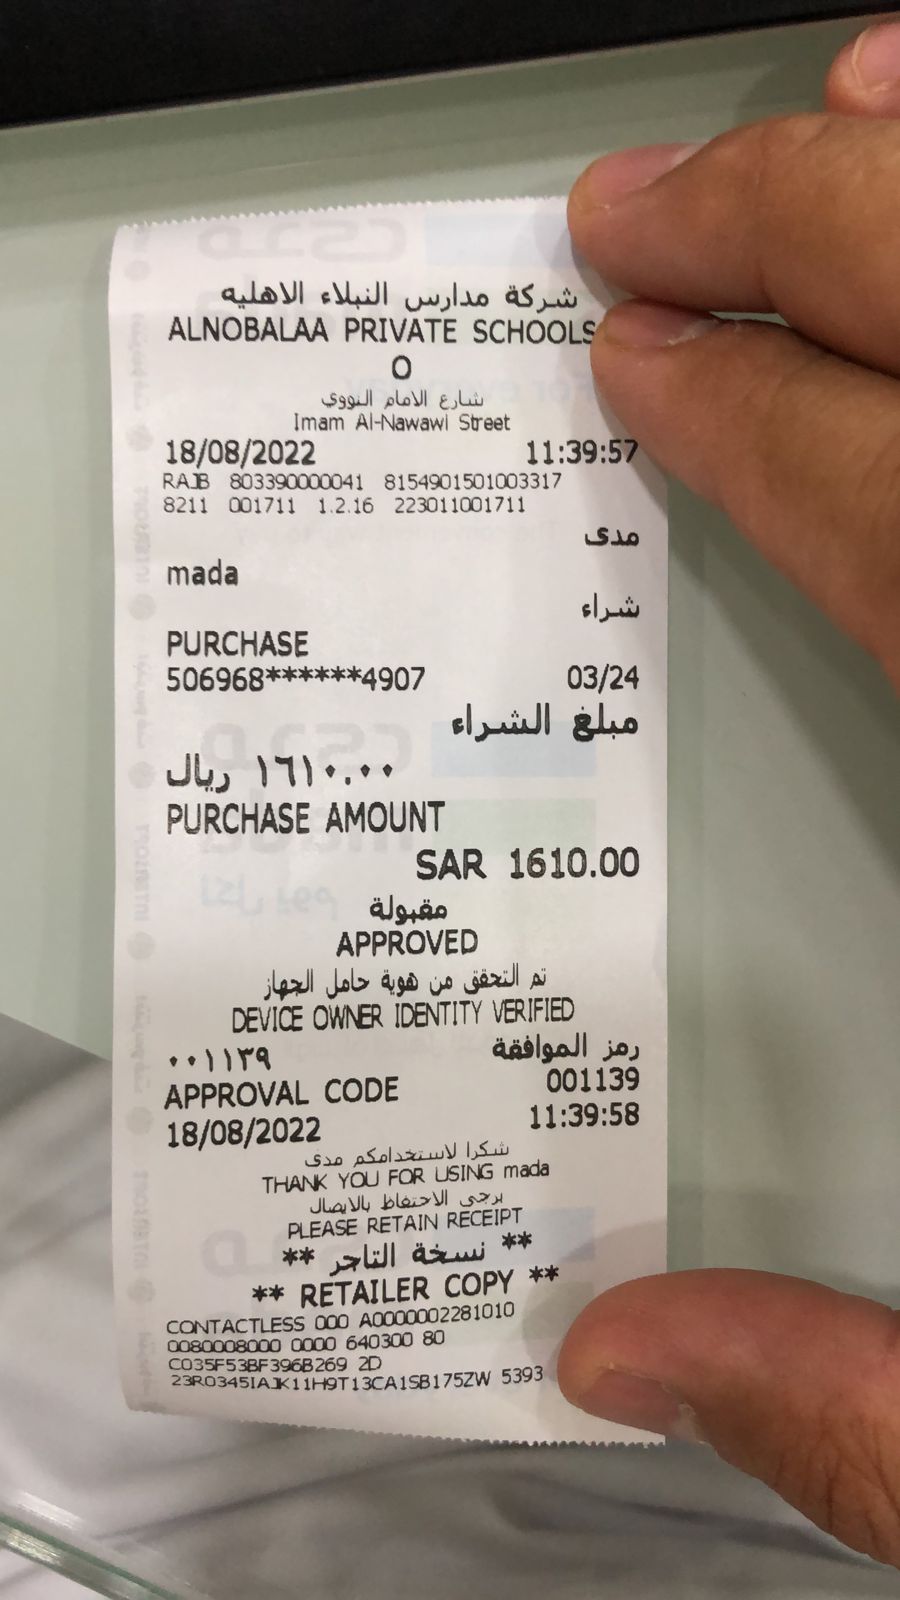 شركة مدارس النبلاء الاهليه
ALNOBALAA PRIVATE SCHOOLS
O
شارع الامام النووي
Imam Al-Nawawi Street
18/08/2022 11:39:57
RAJB 803390000041 8154901501003317
8211 001711 1.2.16 223011001711
مدى
mada
شراء
PURCHASE
506968******4907 03/24
مبلغ الشراء
١٦١٠.٠٠ ريال
PURCHASE AMOUNT
SAR 1610.00
مقبولة
APPROVED
تم التحقق من هوية حامل الجهاز
DEVICE OWNER IDENTITY VERIFIED
رمز الموافقة ٠٠١١٣٩
APPROVAL CODE 001139
18/08/2022 11:39:58
شكرا لاستخدامكم مدى
THANK YOU FOR USING mada
يرجى الاحتفاظ بالايصال
PLEASE RETAIN RECEIPT
** نسخة التاجر **
** RETAILER COPY **
CONTACTLESS 000 A0000002281010
0080008000 0000 640300 80
C035F53BF396B269 2D
23R0345IAJK11H9T13CA1SB175ZW 5393